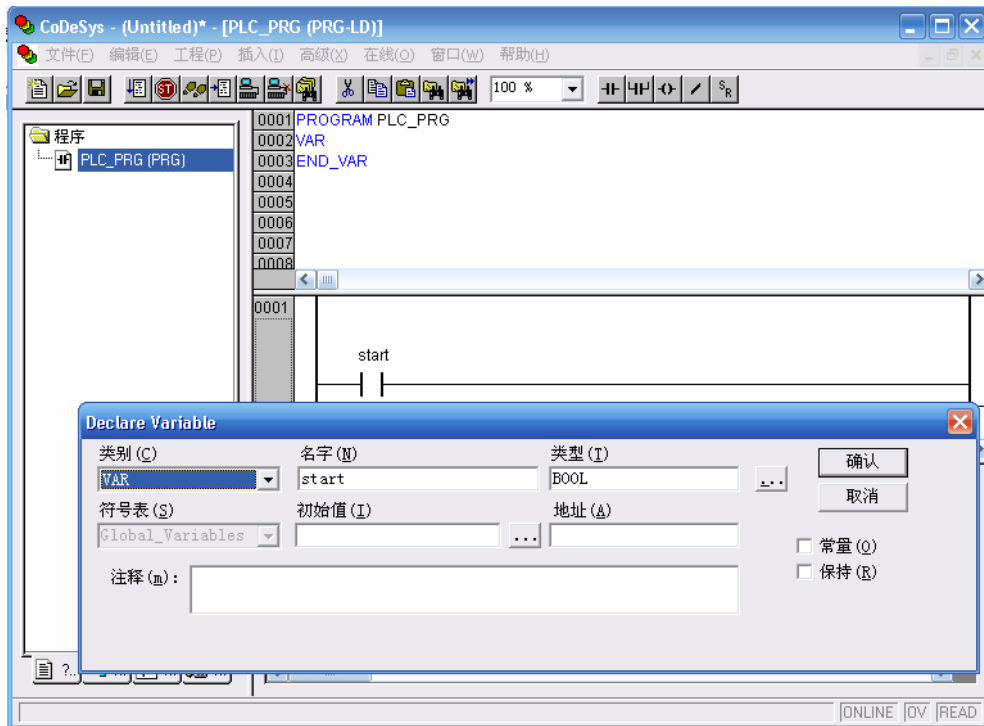 CoDeSys - (Untitled)* - [PLC_PRG (PRG-LD)]
文件(F) 编辑(E) 工程(P) 插入(I) 高级(X) 在线(O) 窗口(W) 帮助(H)
100 %
程序
PLC_PRG (PRG)
0001 PROGRAM PLC_PRG
0002 VAR
0003 END_VAR
0004
0005
0006
0007
0008
0001
start
Declare Variable
类别(C) 名字(N) 类型(T)
VAR start BOOL ... 确认
取消
符号表(S) 初始值(I) 地址(A)
Global_Variables ...
常量(O)
保持(R)
注释(m):
?..
ONLINE OV READ